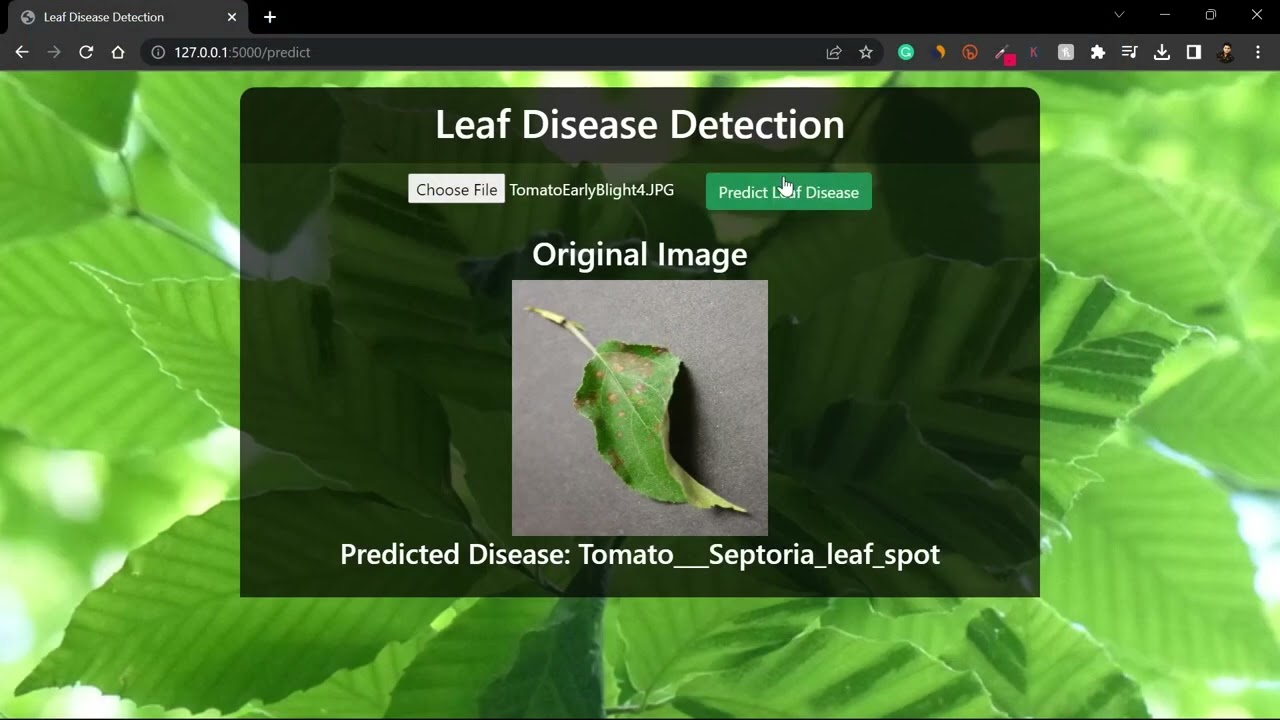 Leaf Disease Detection
127.0.0.1:5000/predict
Leaf Disease Detection
Choose File TomatoEarlyBlight4.JPG Predict Leaf Disease
Original Image
Predicted Disease: Tomato___Septoria_leaf_spot